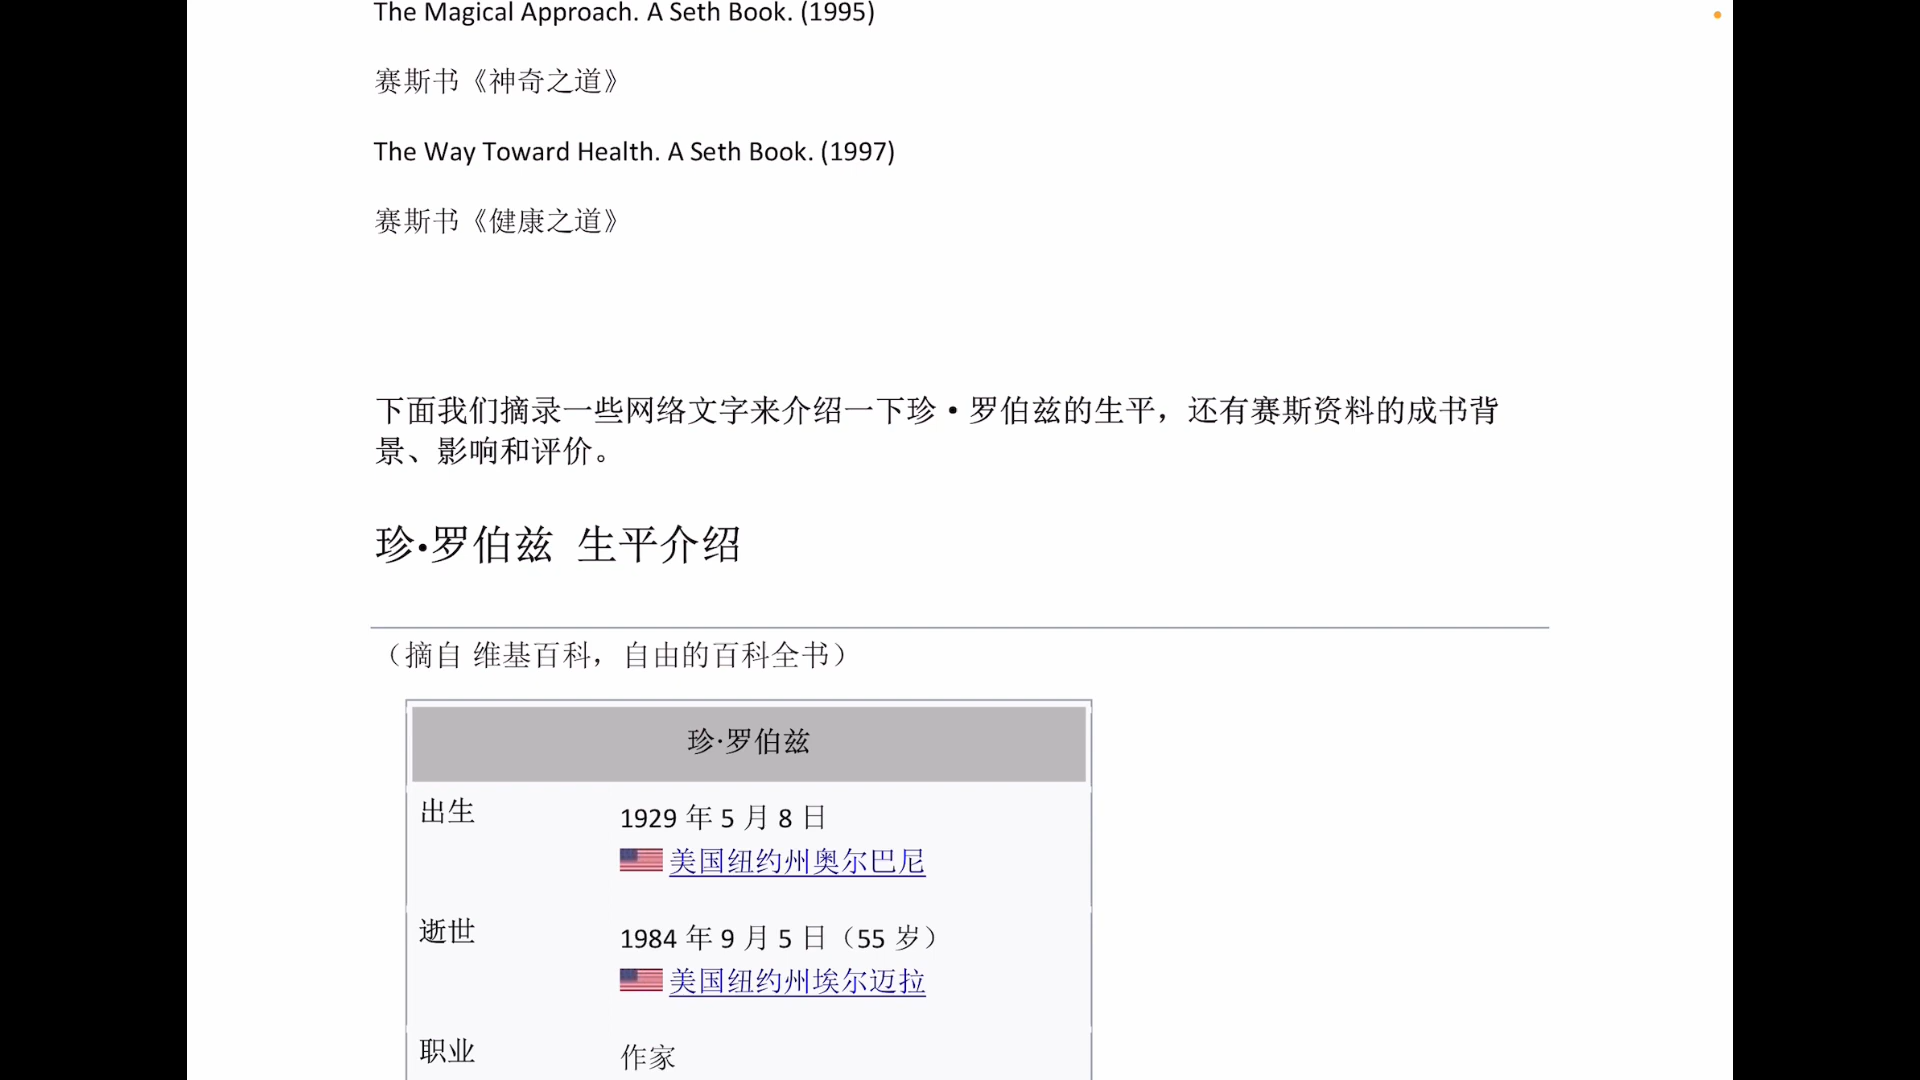 The Magical Approach. A Seth Book. (1995)
赛斯书《神奇之道》
The Way Toward Health. A Seth Book. (1997)
赛斯书《健康之道》
下面我们摘录一些网络文字来介绍一下珍•罗伯兹的生平，还有赛斯资料的成书背
景、影响和评价。
珍•罗伯兹 生平介绍
（摘自 维基百科，自由的百科全书）
珍·罗伯兹
出生
1929 年 5 月 8 日
美国纽约州奥尔巴尼
逝世
1984 年 9 月 5 日（55 岁）
美国纽约州埃尔迈拉
职业
作家